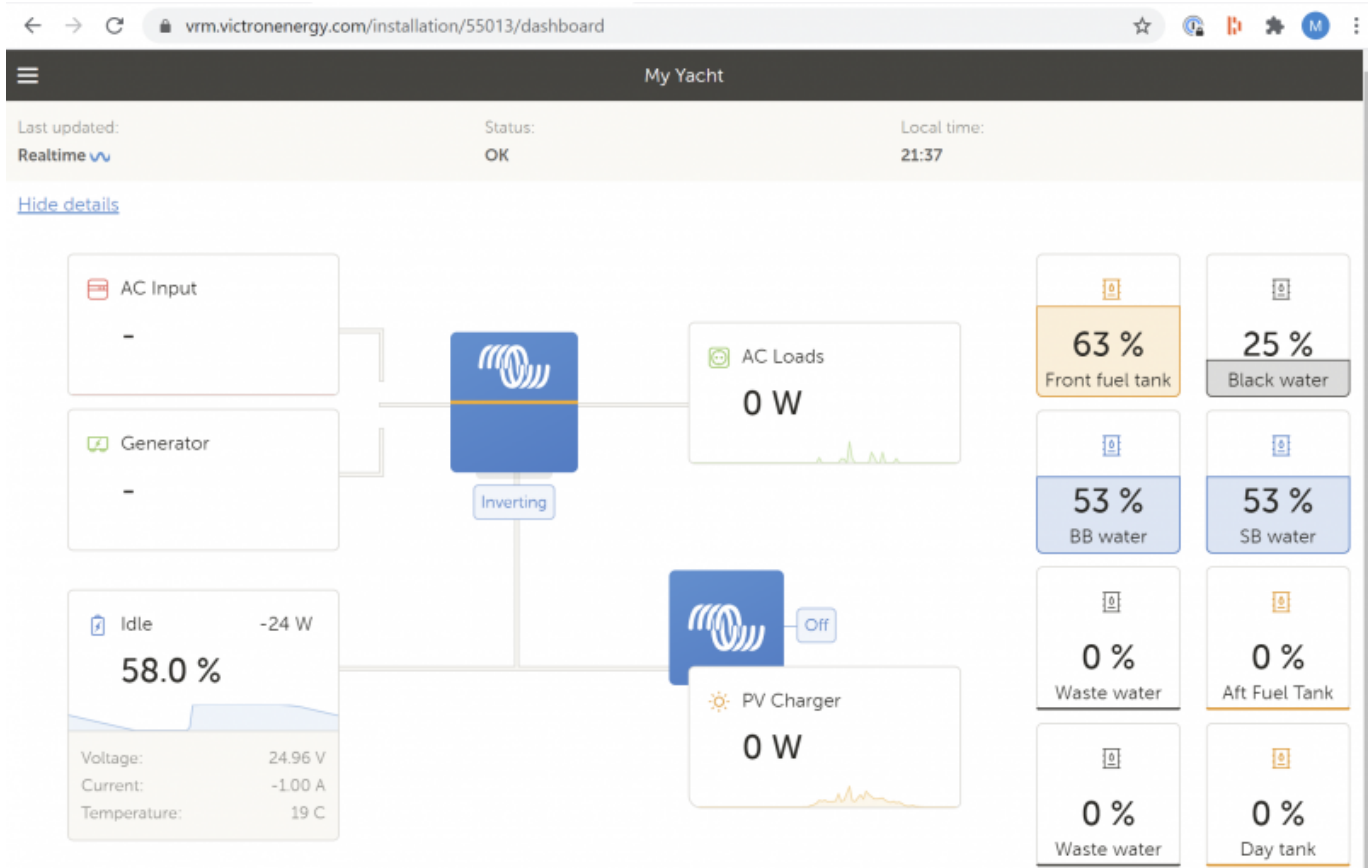 vrm.victronenergy.com/installation/55013/dashboard
M
My Yacht
Last updated:
Realtime
Status:
OK
Local time:
21:37
Hide details
AC Input
-
Generator
-
Inverting
AC Loads
0 W
Idle -24 W
58.0 %
Voltage: 24.96 V
Current: -1.00 A
Temperature: 19 C
Off
PV Charger
0 W
63 %
Front fuel tank
25 %
Black water
53 %
BB water
53 %
SB water
0 %
Waste water
0 %
Aft Fuel Tank
0 %
Waste water
0 %
Day tank